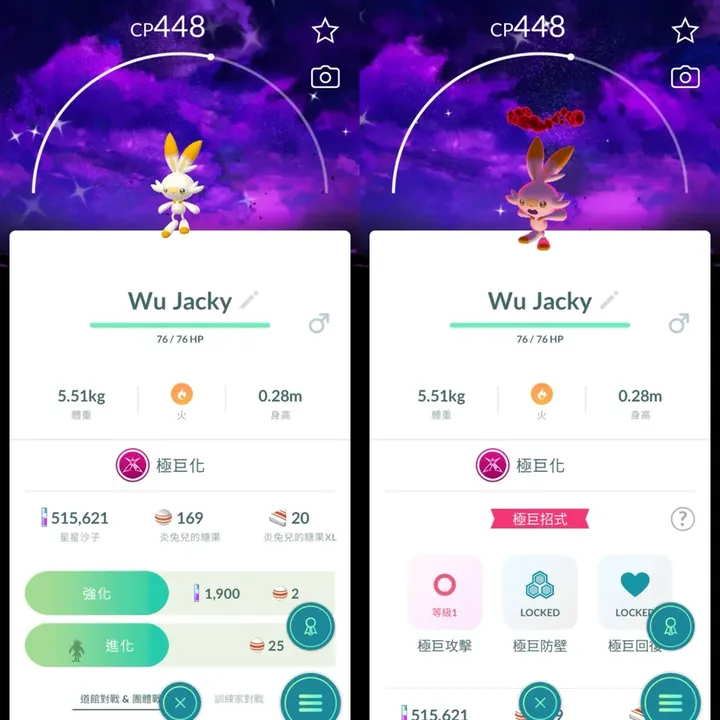 CP448
Wu Jacky
76 / 76 HP
5.51kg
體重
火
0.28m
身高
極巨化
515,621
星星沙子
169
炎兔兒的糖果
20
炎兔兒的糖果XL
強化
1,900
2
進化
25
道館對戰 & 團體戰
訓練家對戰
CP448
Wu Jacky
76 / 76 HP
5.51kg
體重
火
0.28m
身高
極巨化
極巨招式
?
等級1
極巨攻擊
LOCKED
極巨防壁
LOCKED
極巨回復
515,621